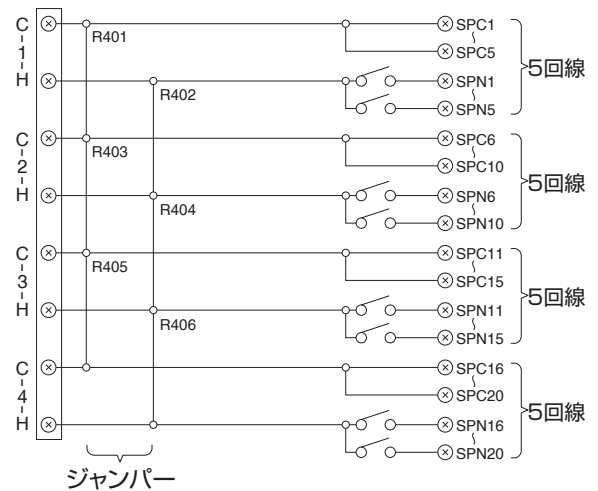 C-1-H
R401
SPC1
~
SPC5
R402
SPN1
~
SPN5
5回線
C-2-H
R403
SPC6
~
SPC10
R404
SPN6
~
SPN10
5回線
C-3-H
R405
SPC11
~
SPC15
R406
SPN11
~
SPN15
5回線
C-4-H
SPC16
~
SPC20
SPN16
~
SPN20
5回線
ジャンパー